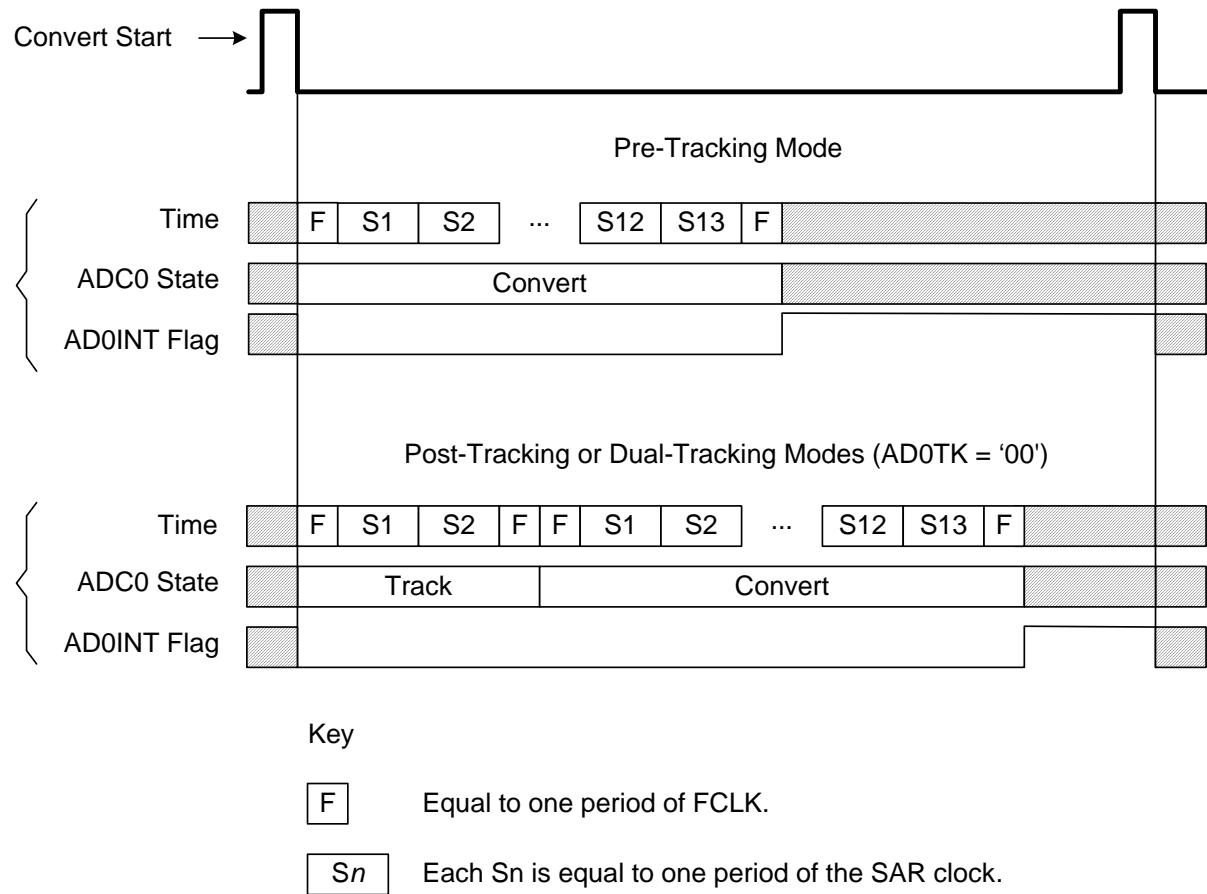 Convert Start
Pre-Tracking Mode
Time F S1 S2 ... S12 S13 F
ADC0 State Convert
AD0INT Flag
Post-Tracking or Dual-Tracking Modes (AD0TK = ‘00')
Time F S1 S2 F F S1 S2 ... S12 S13 F
ADC0 State Track Convert
AD0INT Flag
Key
F Equal to one period of FCLK.
Sn Each Sn is equal to one period of the SAR clock.